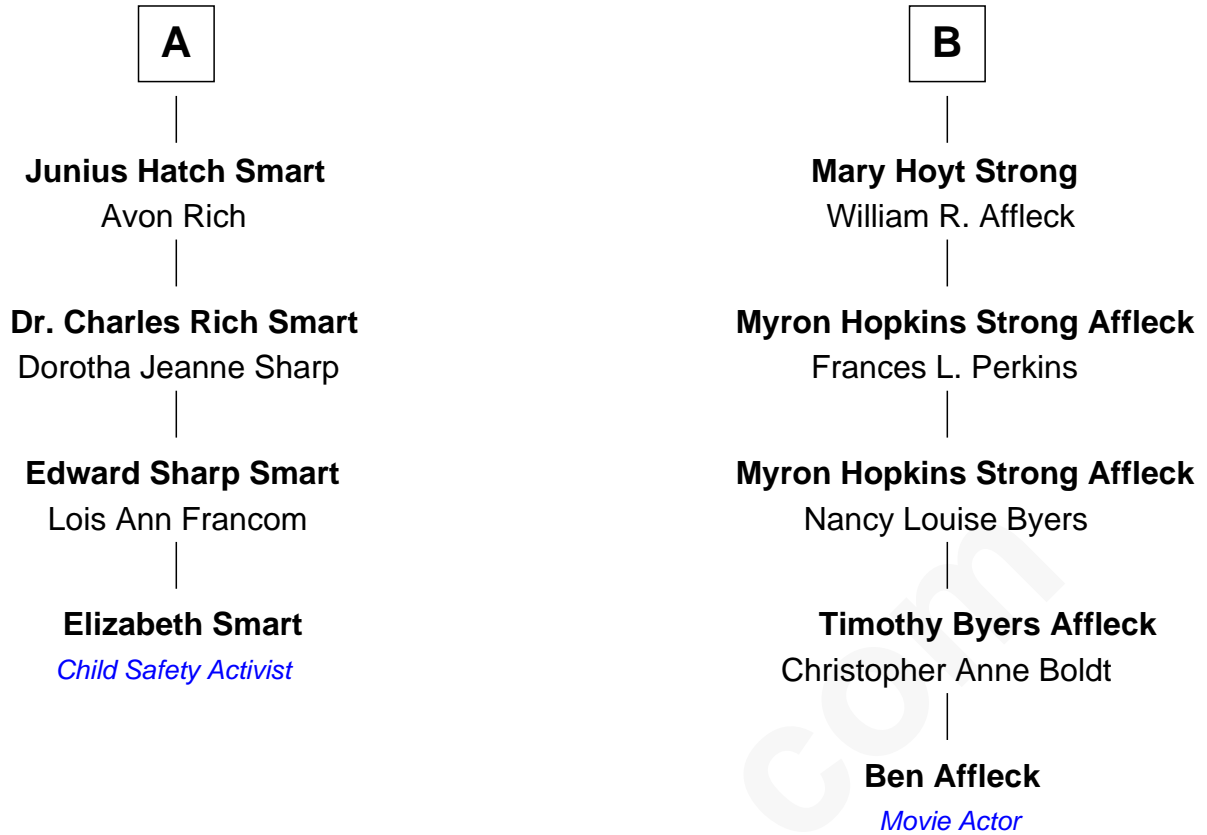 A
Junius Hatch Smart
Avon Rich
Dr. Charles Rich Smart
Dorotha Jeanne Sharp
Edward Sharp Smart
Lois Ann Francom
Elizabeth Smart
Child Safety Activist
B
Mary Hoyt Strong
William R. Affleck
Myron Hopkins Strong Affleck
Frances L. Perkins
Myron Hopkins Strong Affleck
Nancy Louise Byers
Timothy Byers Affleck
Christopher Anne Boldt
Ben Affleck
Movie Actor
com